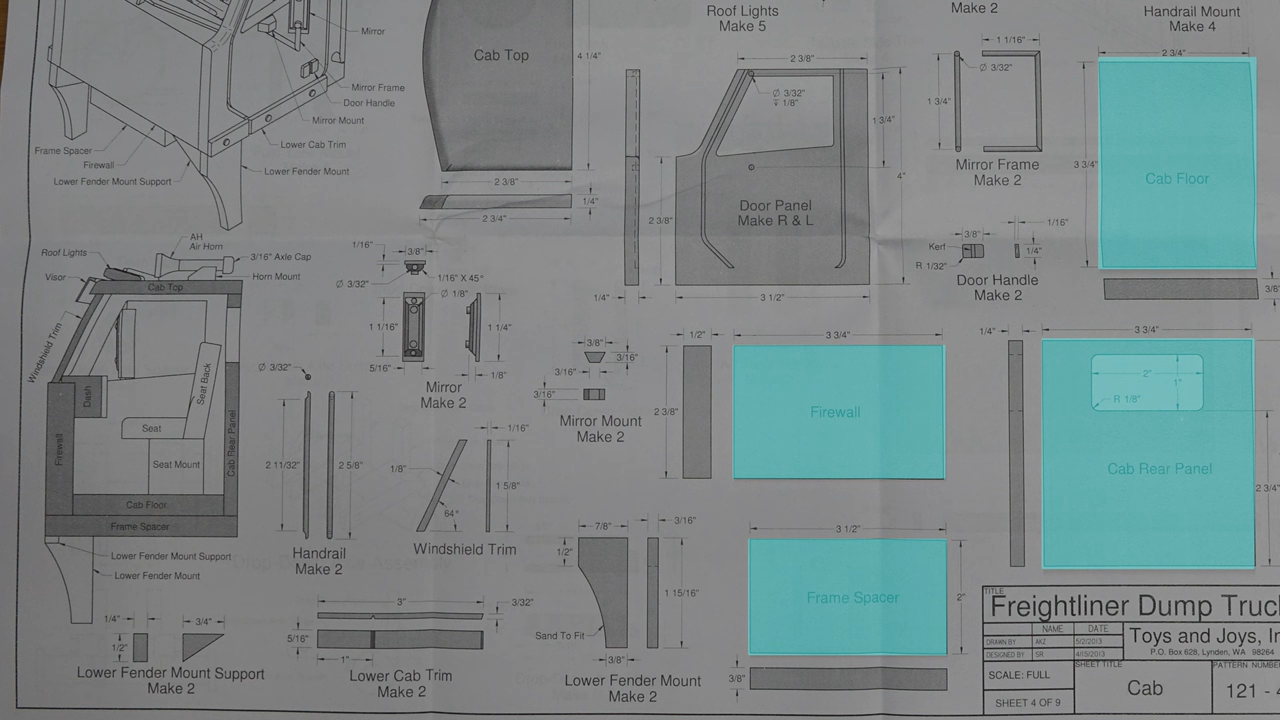 Mirror
Mirror Frame
Door Handle
Mirror Mount
Lower Cab Trim
Lower Fender Mount
Frame Spacer
Firewall
Lower Fender Mount Support
Cab Top
4 1/4"
2 3/8"
1/4"
2 3/4"
Roof Lights
Make 5
2 3/8"
Ø 3/32"
1/8"
1 3/4"
4"
2 3/8"
Door Panel
Make R & L
1/4"
3 1/2"
Make 2
1 1/16"
Ø 3/32"
1 3/4"
Mirror Frame
Make 2
Handrail Mount
Make 4
2 3/4"
3 3/4"
Cab Floor
3/8"
1/16"
3/8"
Kerf
R 1/32"
1/4"
Door Handle
Make 2
AH
Air Horn
Roof Lights
3/16" Axle Cap
Visor
Horn Mount
Cab Top
Windshield Trim
Dash
Seat Back
Seat
Firewall
Seat Mount
Cab Rear Panel
Cab Floor
Frame Spacer
Lower Fender Mount Support
Lower Fender Mount
1/16"
3/8"
1/16" X 45°
Ø 3/32"
Ø 1/8"
1 1/16"
1 1/4"
5/16"
1/8"
Mirror
Make 2
3/8"
3/16"
3/16"
3/16"
Mirror Mount
Make 2
1/2"
3 3/4"
2 3/8"
Firewall
1/4"
3 3/4"
2"
1"
R 1/8"
Cab Rear Panel
2 3/4"
Ø 3/32"
2 11/32"
2 5/8"
Handrail
Make 2
1/16"
1/8"
1 5/8"
64°
Windshield Trim
7/8"
3/16"
1/2"
1 15/16"
Sand To Fit
3/8"
Lower Fender Mount
Make 2
3 1/2"
Frame Spacer
2"
3/8"
1/4"
3/4"
1/2"
Lower Fender Mount Support
Make 2
3"
3/32"
5/16"
1"
Lower Cab Trim
Make 2
TITLE
Freightliner Dump Truc
NAME
DATE
DRAWN BY
AKZ
5/2/2013
DESIGNED BY
SR
4/15/2013
Toys and Joys, In
P.O. Box 628, Lynden, WA 98264
SCALE: FULL
SHEET TITLE
PATTERN NUMBE
Cab
121 - 4
SHEET 4 OF 9